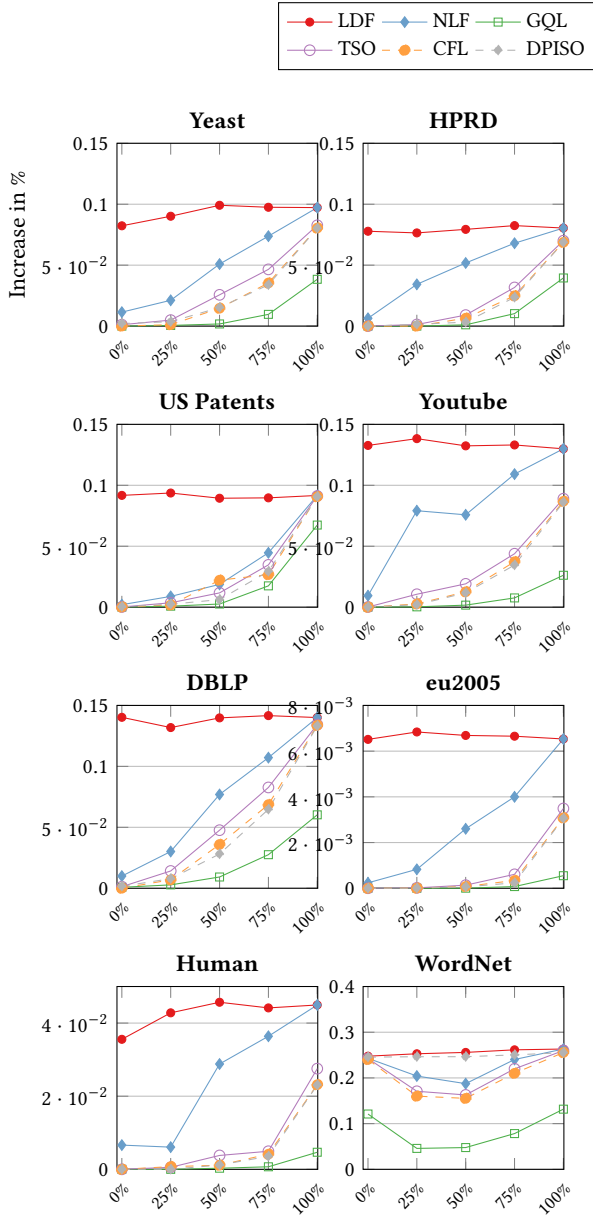 LDF NLF GQL
TSO CFL DPISO
Yeast HPRD
Increase in %
0.15 0.15
0.1 0.1
5 · 10⁻² 5 · 10⁻²
0 0
0% 25% 50% 75% 100% 0% 25% 50% 75% 100%
US Patents Youtube
0.15 0.15
0.1 0.1
5 · 10⁻² 5 · 10⁻²
0 0
0% 25% 50% 75% 100% 0% 25% 50% 75% 100%
DBLP eu2005
0.15 8 · 10⁻³
0.1 6 · 10⁻³
5 · 10⁻² 4 · 10⁻³
2 · 10⁻³
0 0
0% 25% 50% 75% 100% 0% 25% 50% 75% 100%
Human WordNet
4 · 10⁻² 0.4
0.3
2 · 10⁻² 0.2
0.1
0 0
0% 25% 50% 75% 100% 0% 25% 50% 75% 100%